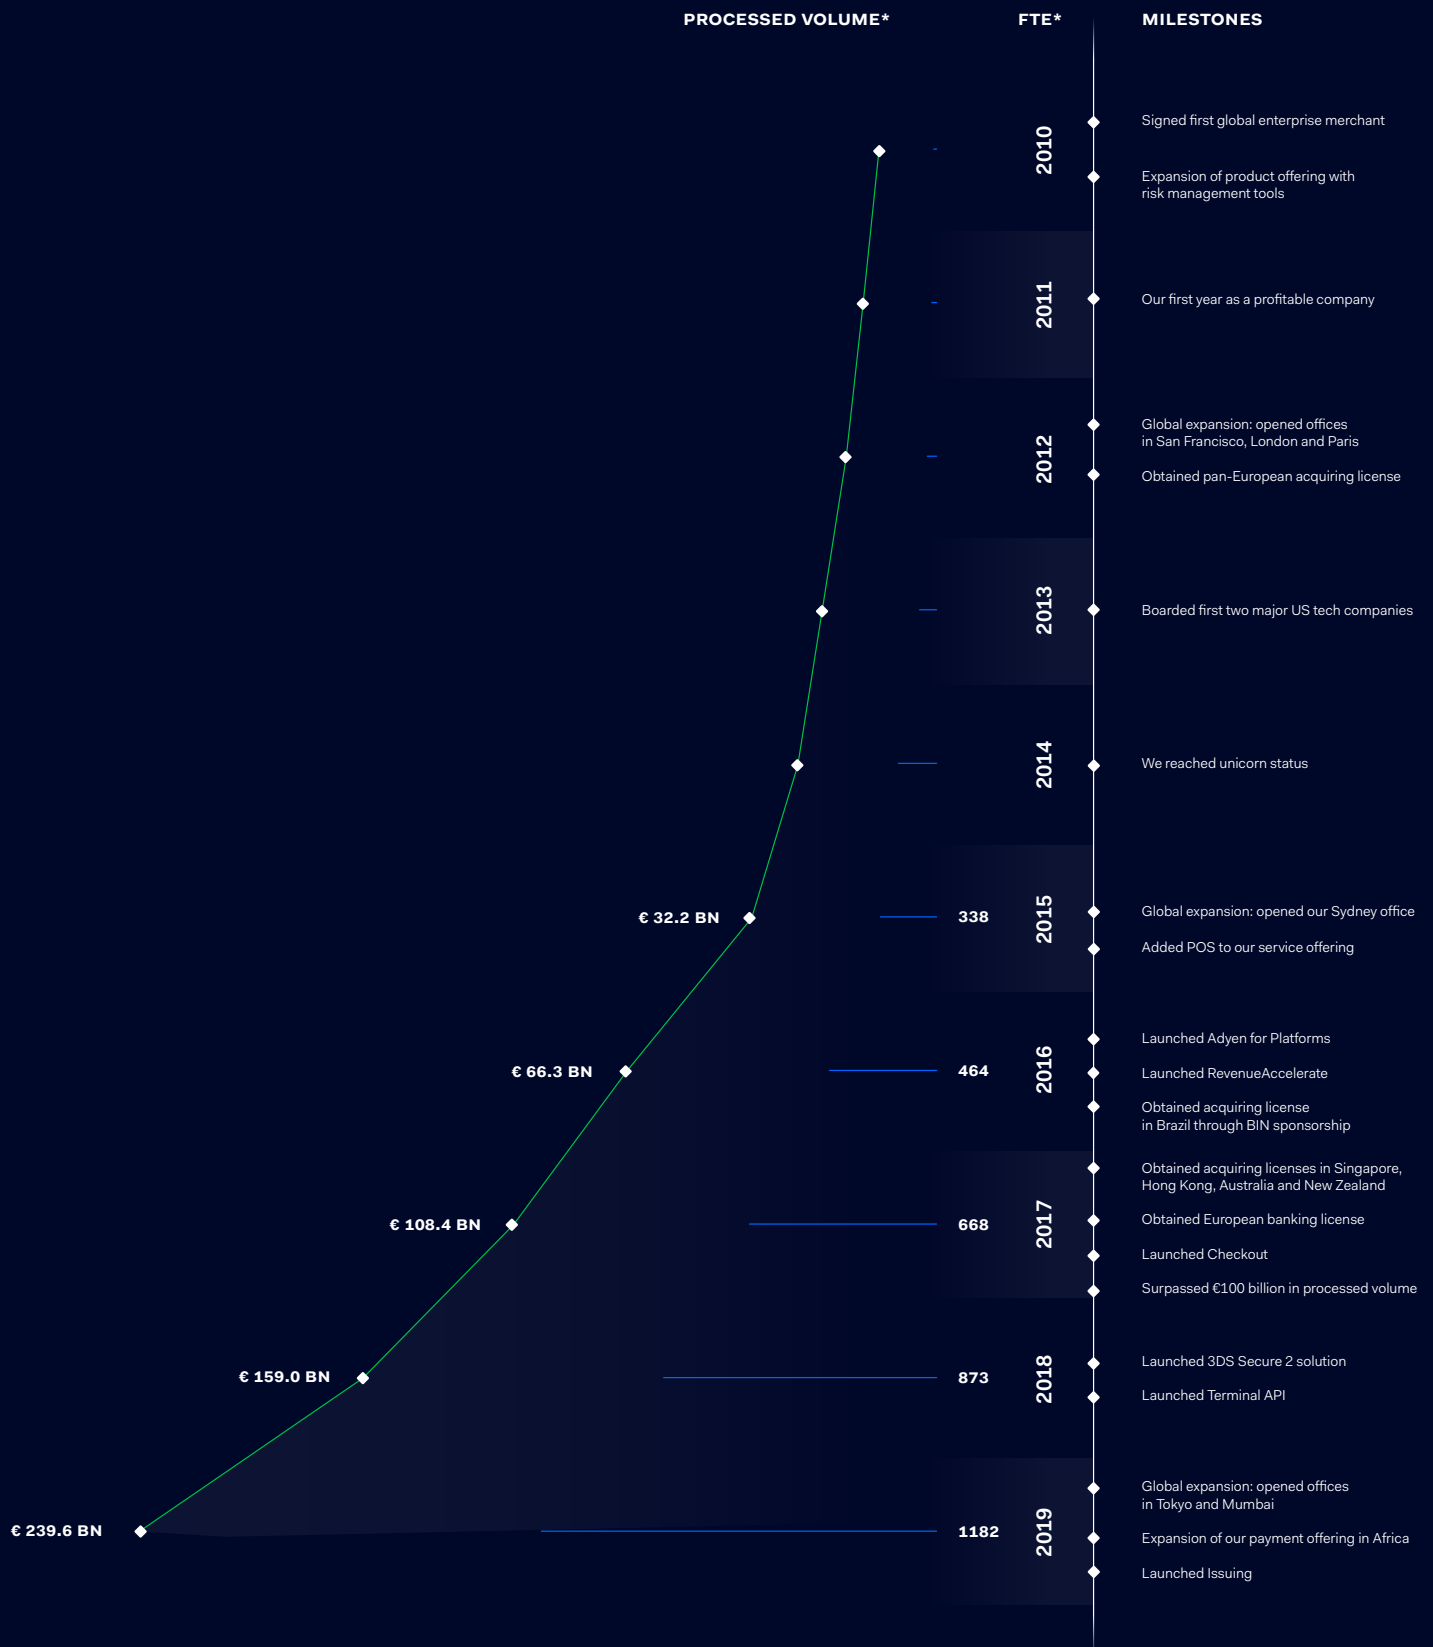 PROCESSED VOLUME*
FTE*
MILESTONES
2010
Signed first global enterprise merchant
Expansion of product offering with
risk management tools
2011
Our first year as a profitable company
2012
Global expansion: opened offices
in San Francisco, London and Paris
Obtained pan-European acquiring license
2013
Boarded first two major US tech companies
2014
We reached unicorn status
€ 32.2 BN
338
2015
Global expansion: opened our Sydney office
Added POS to our service offering
€ 66.3 BN
464
2016
Launched Adyen for Platforms
Launched RevenueAccelerate
Obtained acquiring license
in Brazil through BIN sponsorship
€ 108.4 BN
668
2017
Obtained acquiring licenses in Singapore,
Hong Kong, Australia and New Zealand
Obtained European banking license
Launched Checkout
Surpassed €100 billion in processed volume
€ 159.0 BN
873
2018
Launched 3DS Secure 2 solution
Launched Terminal API
€ 239.6 BN
1182
2019
Global expansion: opened offices
in Tokyo and Mumbai
Expansion of our payment offering in Africa
Launched Issuing